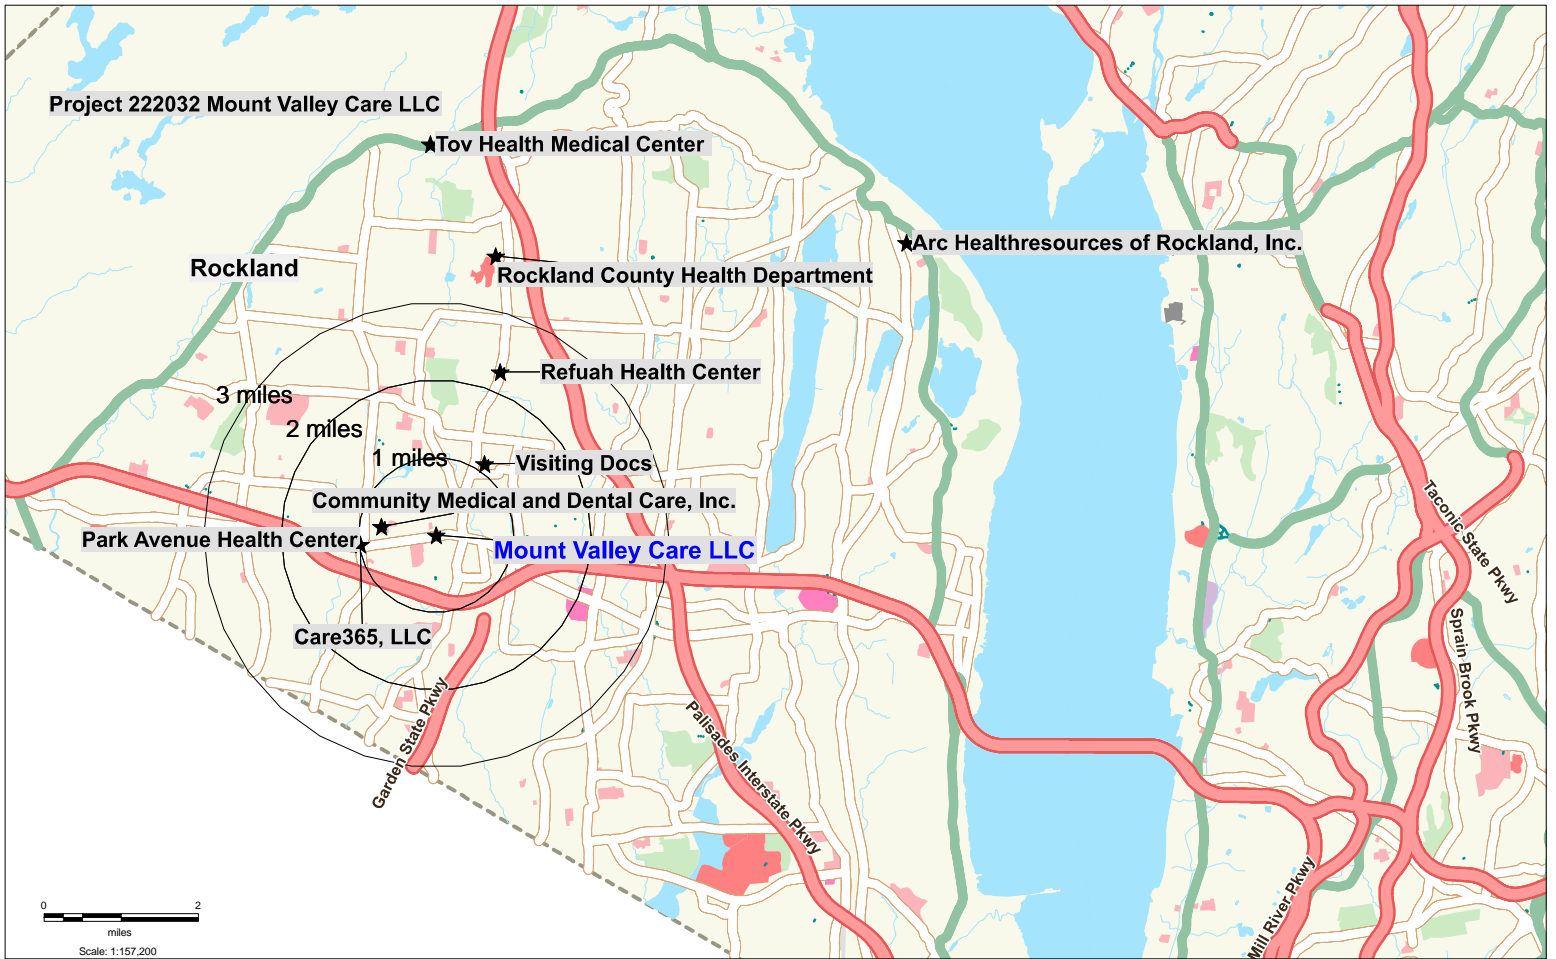 Project 222032 Mount Valley Care LLC
Tov Health Medical Center
Arc Healthresources of Rockland, Inc.
Rockland
Rockland County Health Department
Refuah Health Center
3 miles
2 miles
1 miles
Visiting Docs
Community Medical and Dental Care, Inc.
Park Avenue Health Center
Mount Valley Care LLC
Care365, LLC
Taconic State Pkwy
Sprain Brook Pkwy
Garden State Pkwy
Palisades Interstate Pkwy
Mill River Pkwy
0 2
miles
Scale: 1:157,200